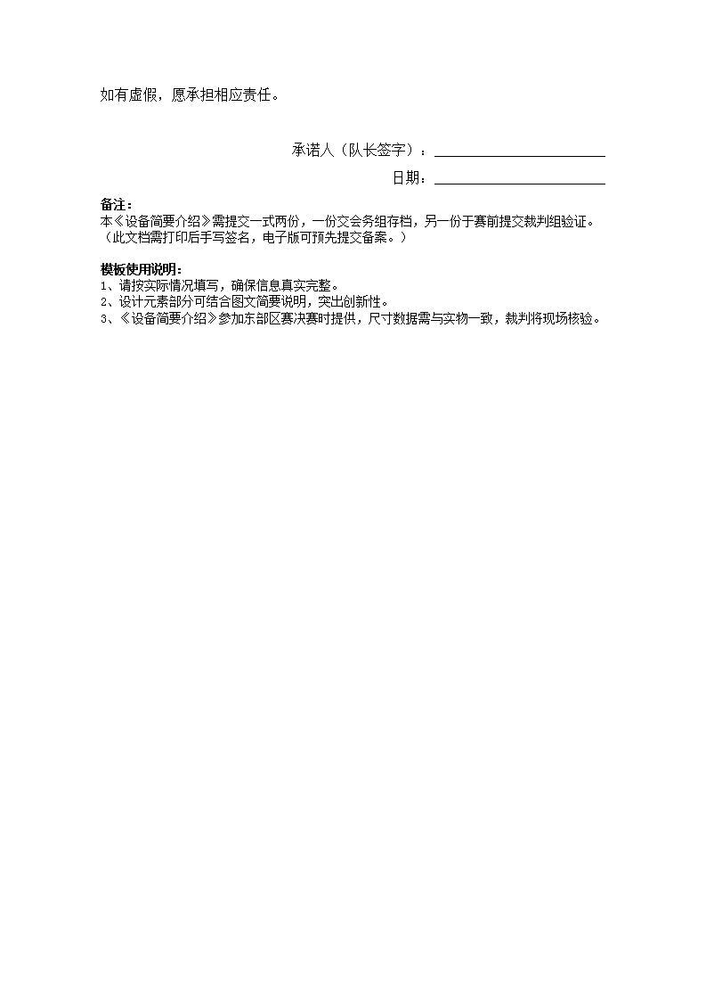 如有虚假，愿承担相应责任。
承诺人（队长签字）：
日期：
备注：
本《设备简要介绍》需提交一式两份，一份交会务组存档，另一份于赛前提交裁判组验证。
（此文档需打印后手写签名，电子版可预先提交备案。）
模板使用说明：
1、请按实际情况填写，确保信息真实完整。
2、设计元素部分可结合图文简要说明，突出创新性。
3、《设备简要介绍》参加东部区赛决赛时提供，尺寸数据需与实物一致，裁判将现场核验。